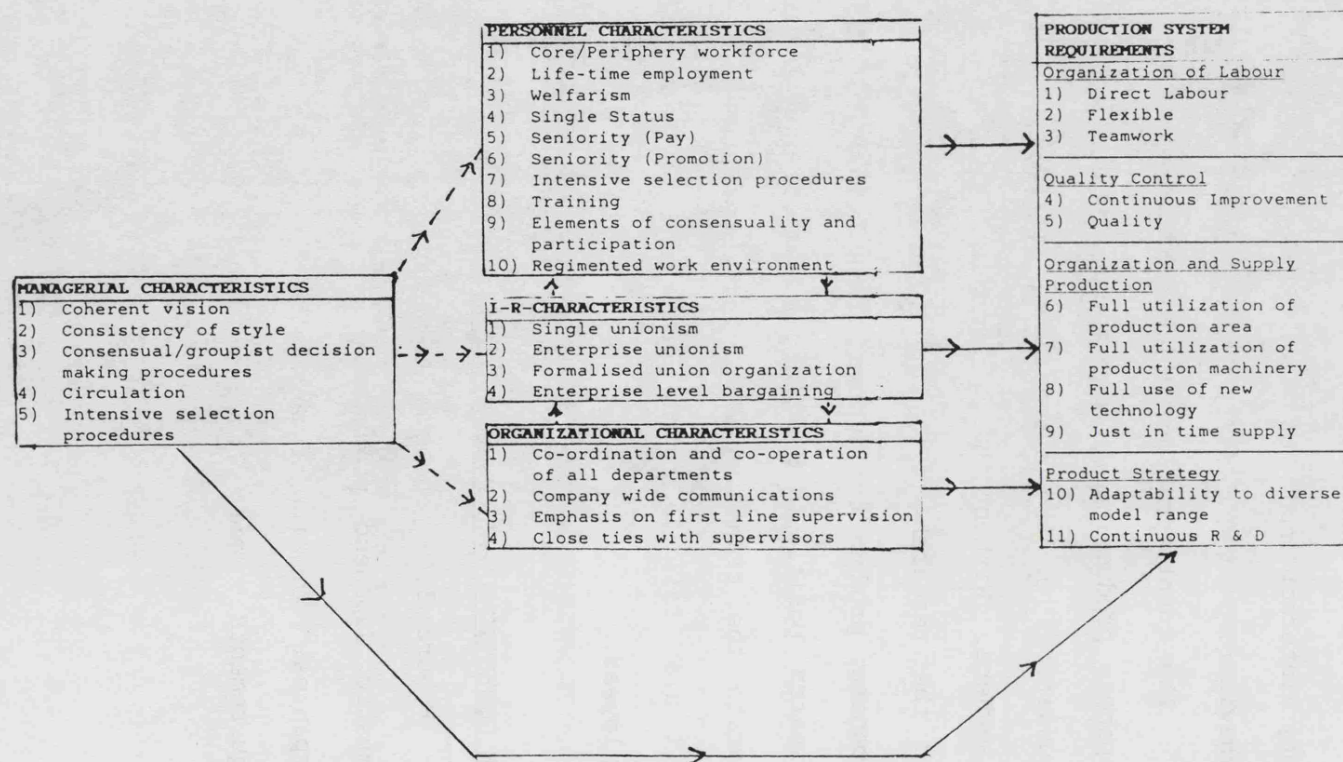 PERSONNEL CHARACTERISTICS
1) Core/Periphery workforce
2) Life-time employment
3) Welfarism
4) Single Status
5) Seniority (Pay)
6) Seniority (Promotion)
7) Intensive selection procedures
8) Training
9) Elements of consensuality and
participation
10) Regimented work environment
MANAGERIAL CHARACTERISTICS
1) Coherent vision
2) Consistency of style
3) Consensual/groupist decision
making procedures
4) Circulation
5) Intensive selection
procedures
I-R-CHARACTERISTICS
1) Single unionism
2) Enterprise unionism
3) Formalised union organization
4) Enterprise level bargaining
ORGANIZATIONAL CHARACTERISTICS
1) Co-ordination and co-operation
of all departments
2) Company wide communications
3) Emphasis on first line supervision
4) Close ties with supervisors
PRODUCTION SYSTEM
REQUIREMENTS
Organization of Labour
1) Direct Labour
2) Flexible
3) Teamwork
Quality Control
4) Continuous Improvement
5) Quality
Organization and Supply
Production
6) Full utilization of
production area
7) Full utilization of
production machinery
8) Full use of new
technology
9) Just in time supply
Product Stretegy
10) Adaptability to diverse
model range
11) Continuous R & D